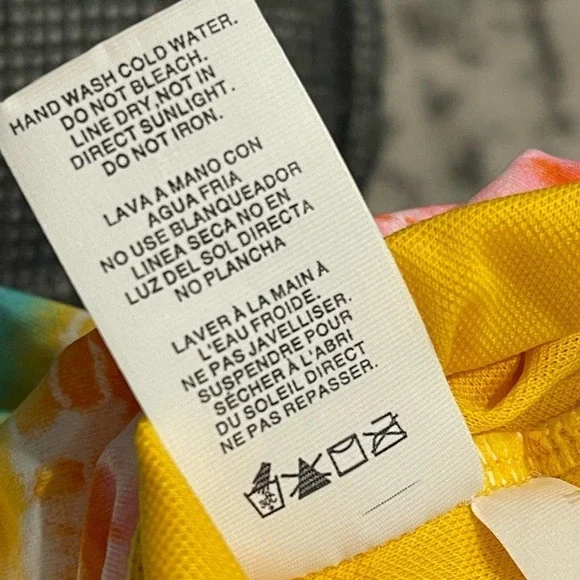 HAND WASH COLD WATER.
DO NOT BLEACH.
LINE DRY, NOT IN
DIRECT SUNLIGHT.
DO NOT IRON.
LAVA A MANO CON
AGUA FRIA
NO USE BLANQUEADOR
LINEA SECA NO EN
LUZ DEL SOL DIRECTA
NO PLANCHA
LAVER À LA MAIN À
L'EAU FROIDE.
NE PAS JAVELLISER.
SUSPENDRE POUR
SÉCHER À L'ABRI
DU SOLEIL DIRECT
NE PAS REPASSER.